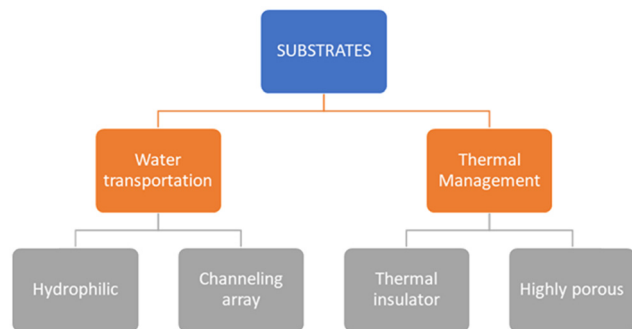 SUBSTRATES
Water
transportation
Thermal
Management
Hydrophilic
Channeling
array
Thermal
insulator
Highly porous